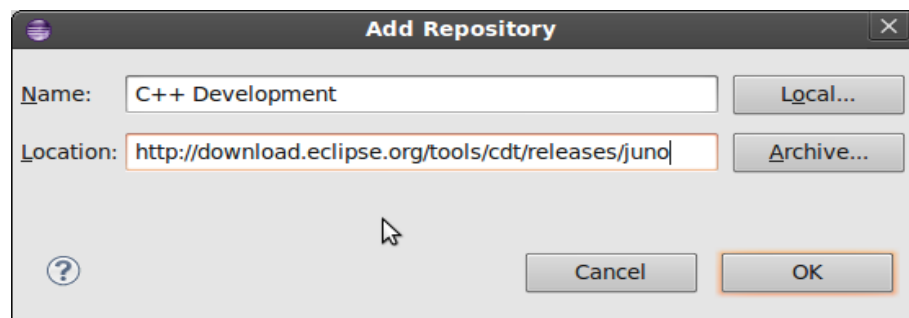 Add Repository
Name: C++ Development Local...
Location: http://download.eclipse.org/tools/cdt/releases/juno Archive...
? Cancel OK